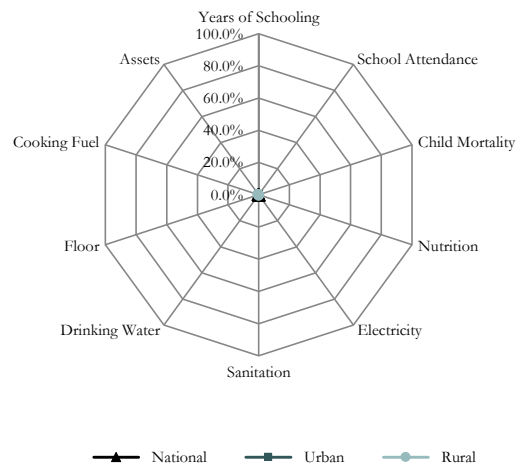 Years of Schooling
100.0%
Assets
School Attendance
80.0%
60.0%
Cooking Fuel
40.0%
Child Mortality
20.0%
0.0%
Floor
Nutrition
Drinking Water
Electricity
Sanitation
National Urban Rural